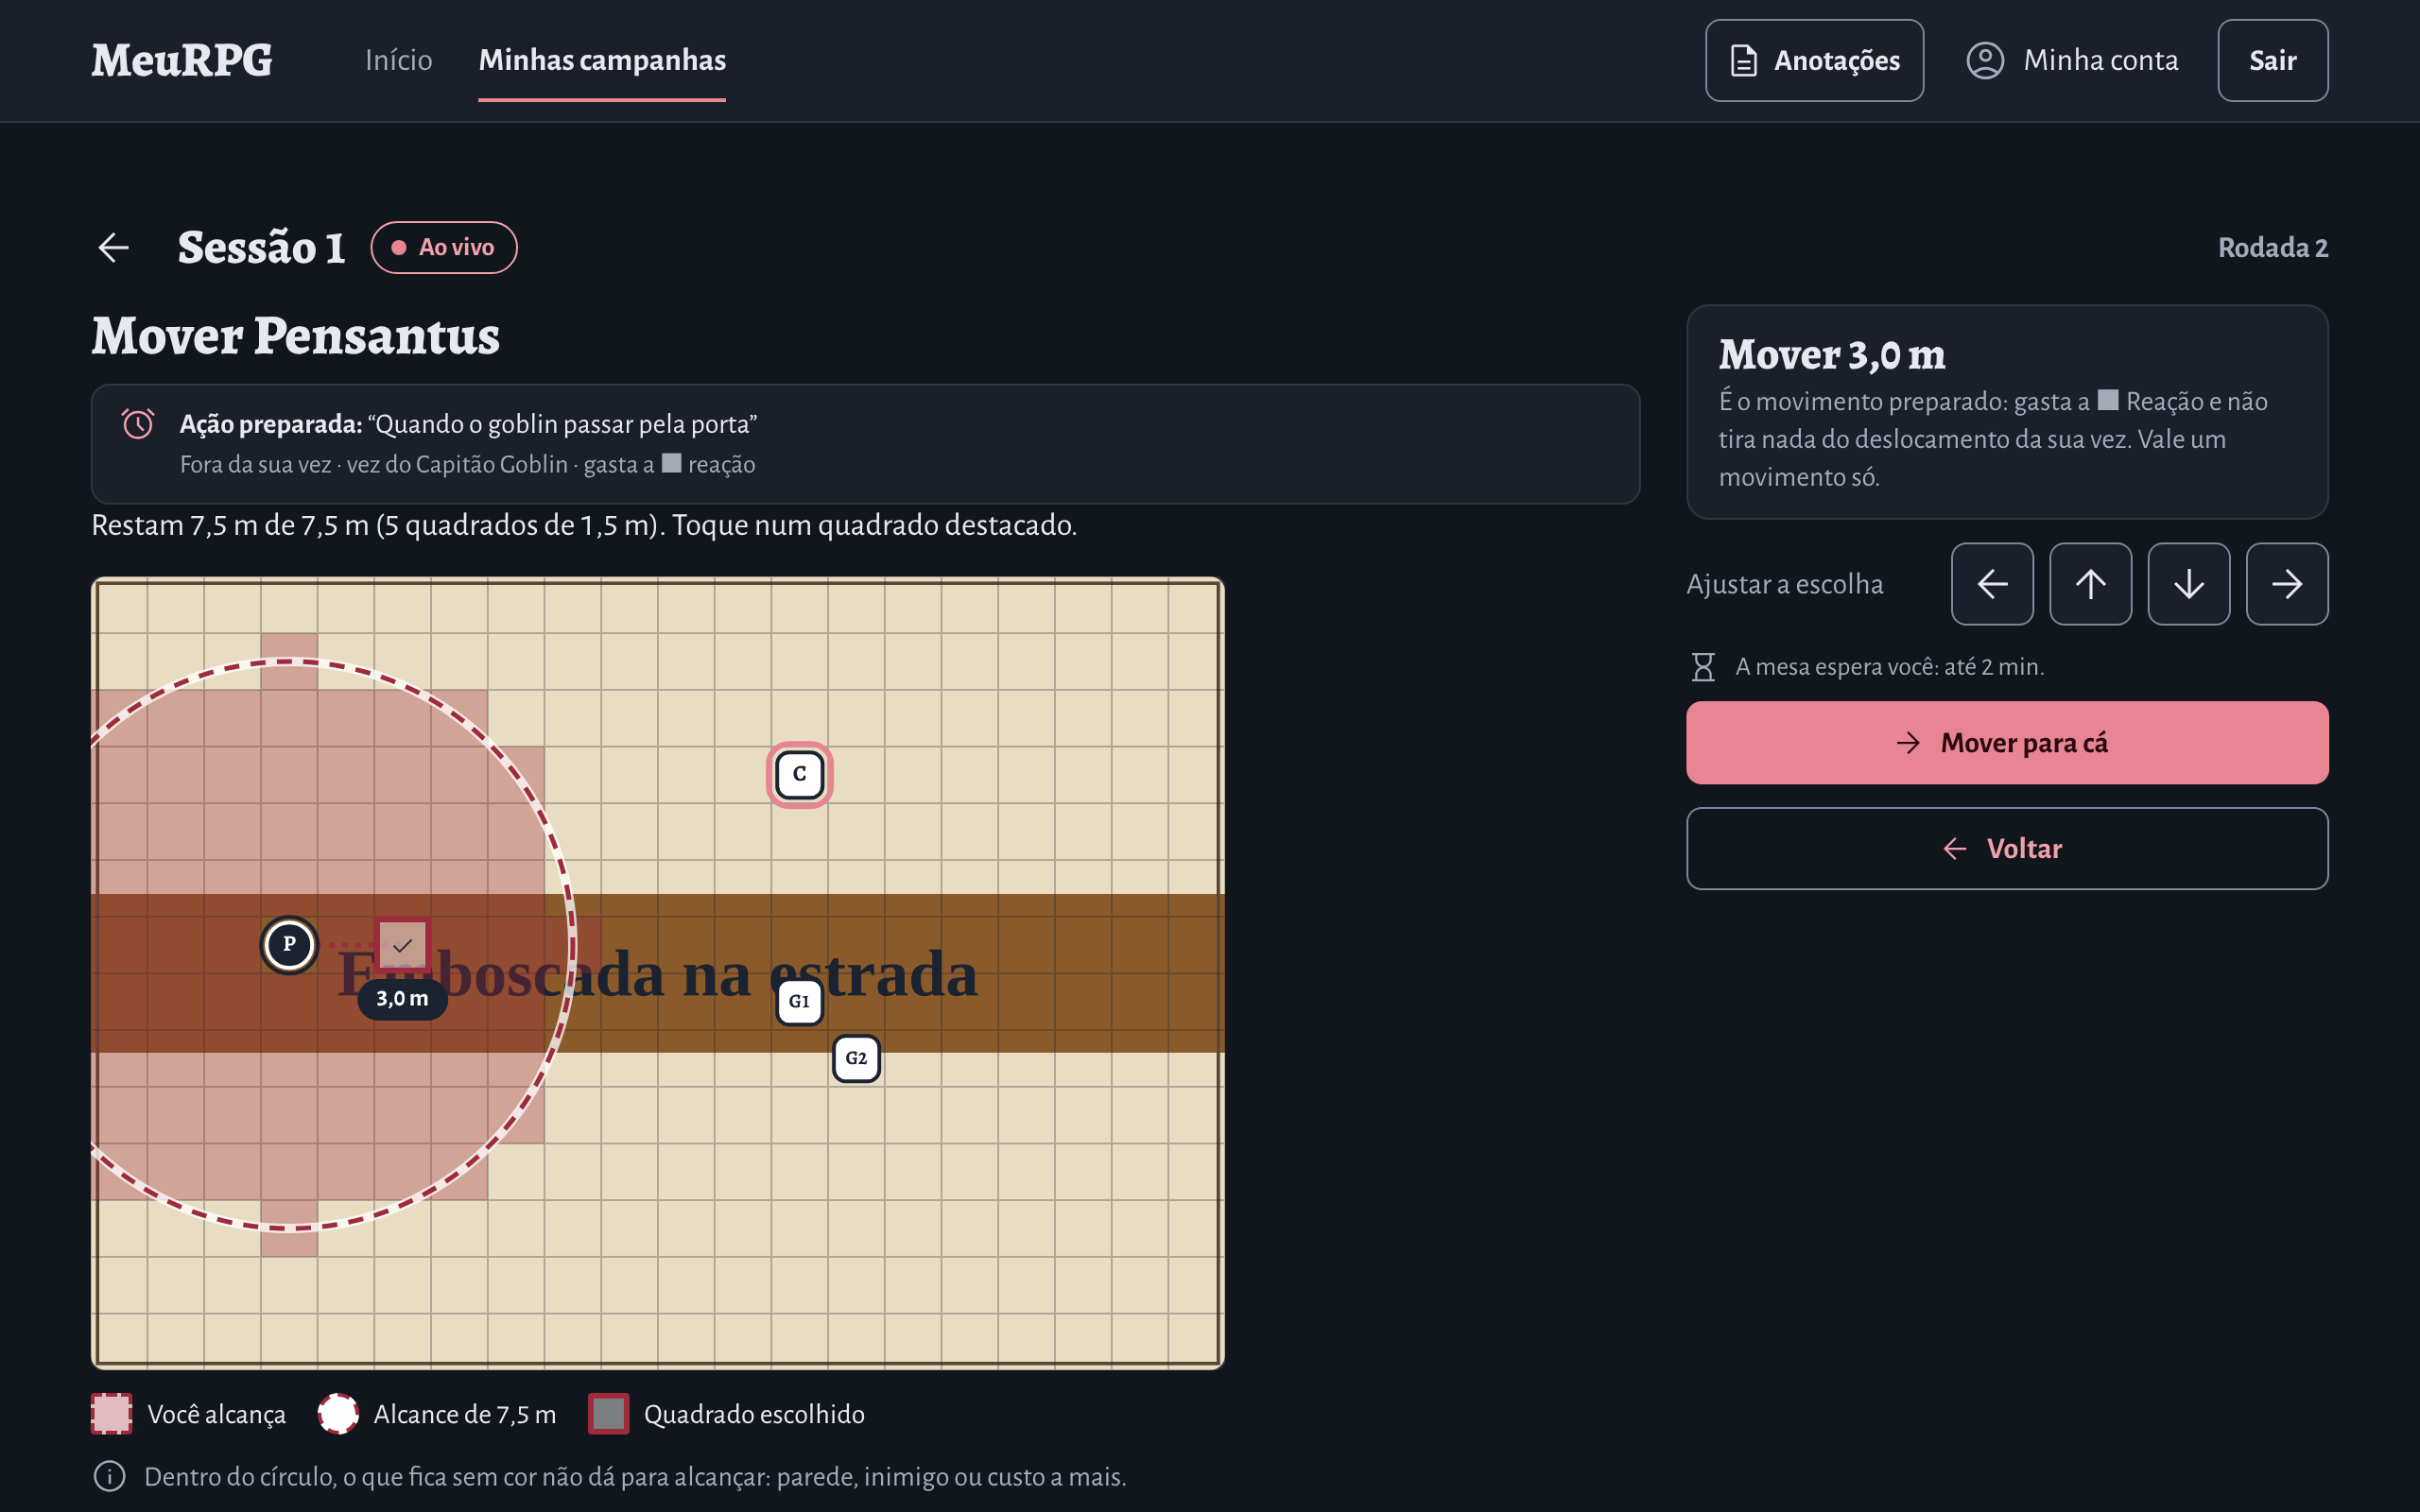 MeuRPG
Início
Minhas campanhas
Anotações
Minha conta
Sair
Sessão 1
Ao vivo
Rodada 2
Mover Pensantus
Ação preparada: “Quando o goblin passar pela porta”
Fora da sua vez · vez do Capitão Goblin · gasta a reação
Restam 7,5 m de 7,5 m (5 quadrados de 1,5 m). Toque num quadrado destacado.
C
P
Emboscada na estrada
3,0 m
G1
G2
Você alcança
Alcance de 7,5 m
Quadrado escolhido
Dentro do círculo, o que fica sem cor não dá para alcançar: parede, inimigo ou custo a mais.
Mover 3,0 m
É o movimento preparado: gasta a Reação e não
tira nada do deslocamento da sua vez. Vale um
movimento só.
Ajustar a escolha
A mesa espera você: até 2 min.
Mover para cá
Voltar